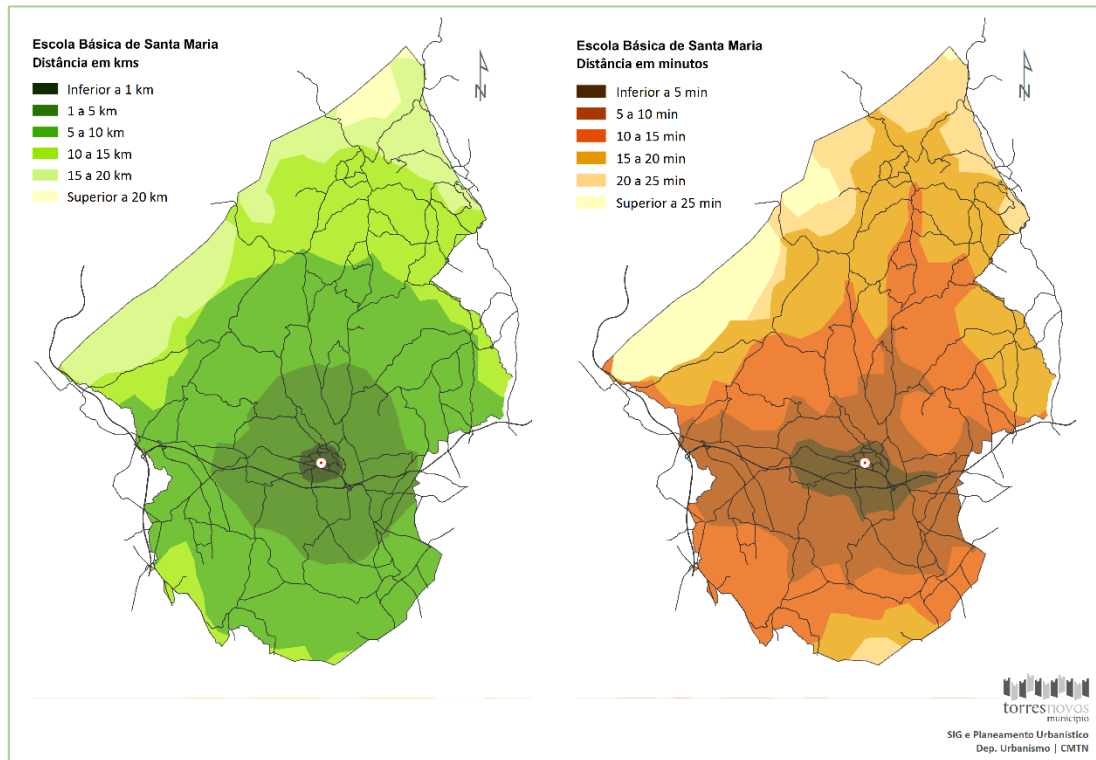 Escola Básica de Santa Maria
Distância em kms
Inferior a 1 km
1 a 5 km
5 a 10 km
10 a 15 km
15 a 20 km
Superior a 20 km
N
Escola Básica de Santa Maria
Distância em minutos
Inferior a 5 min
5 a 10 min
10 a 15 min
15 a 20 min
20 a 25 min
Superior a 25 min
N
torresnovas
município
SIG e Planeamento Urbanístico
Dep. Urbanismo | CMTN